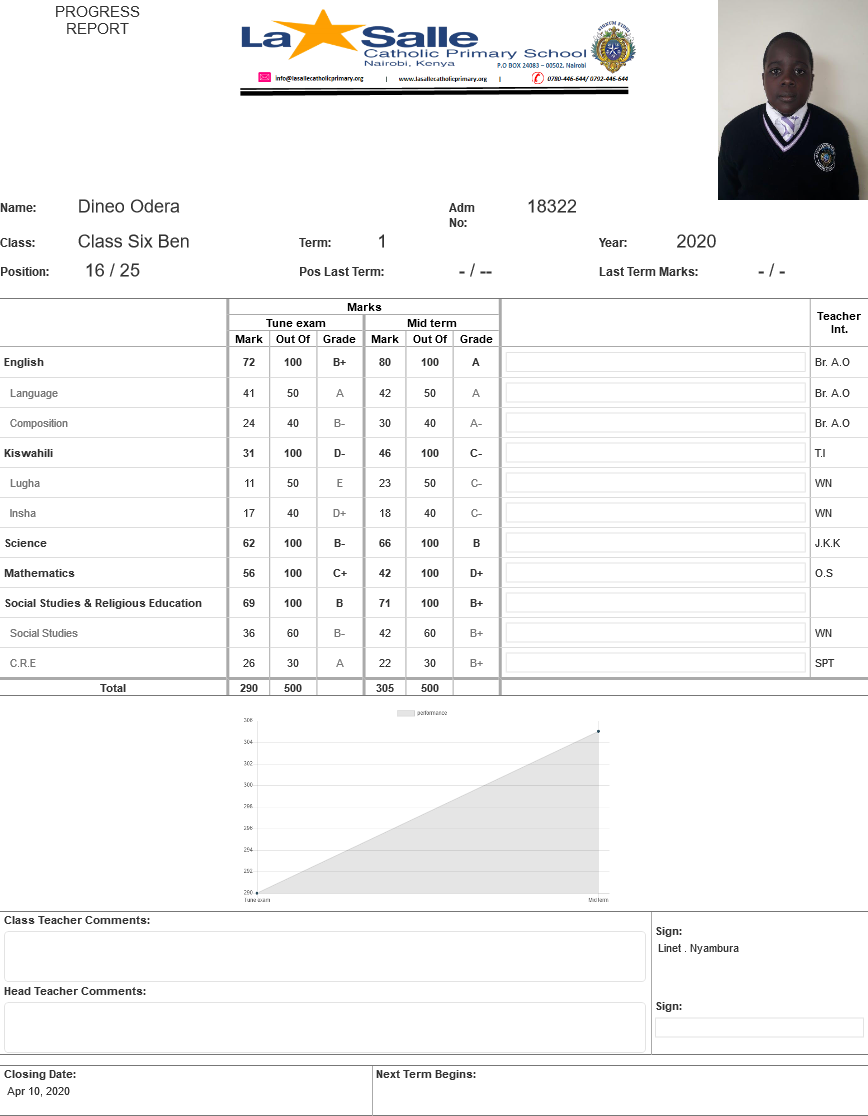 PROGRESS
REPORT
La Salle
Catholic Primary School
Nairobi, Kenya
P.O BOX 24083 – 00502, Nairobi
info@lasallecatholicprimary.org | www.lasallecatholicprimary.org | 0780-446-644/ 0792-446-644
Name: Dineo Odera Adm No: 18322
Class: Class Six Ben Term: 1 Year: 2020
Position: 16 / 25 Pos Last Term: - / -- Last Term Marks: - / -
Marks
Tune exam Mid term Teacher Int.
Mark Out Of Grade Mark Out Of Grade
English 72 100 B+ 80 100 A Br. A.O
Language 41 50 A 42 50 A Br. A.O
Composition 24 40 B- 30 40 A- Br. A.O
Kiswahili 31 100 D- 46 100 C- T.I
Lugha 11 50 E 23 50 C- WN
Insha 17 40 D+ 18 40 C- WN
Science 62 100 B- 66 100 B J.K.K
Mathematics 56 100 C+ 42 100 D+ O.S
Social Studies & Religious Education 69 100 B 71 100 B+
Social Studies 36 60 B- 42 60 B+ WN
C.R.E 26 30 A 22 30 B+ SPT
Total 290 500 305 500
performance
306
304
302
300
298
296
294
292
290
Tune exam Mid term
Class Teacher Comments:
Sign:
Linet . Nyambura
Head Teacher Comments:
Sign:
Closing Date: Next Term Begins:
Apr 10, 2020